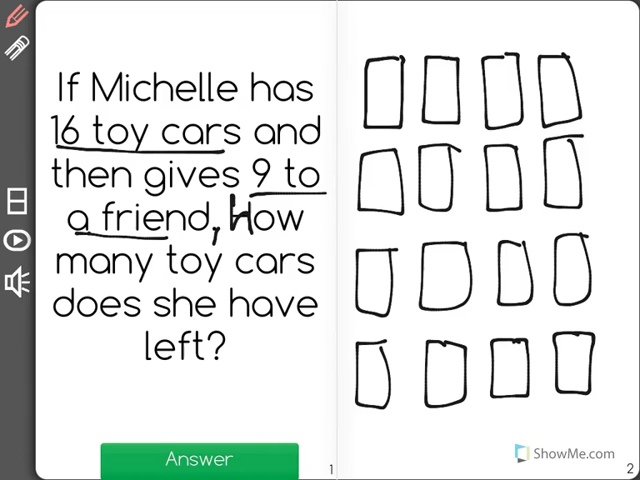 If Michelle has
16 toy cars and
then gives 9 to
a friend, How
many toy cars
does she have
left?
Answer
1
ShowMe.com
2